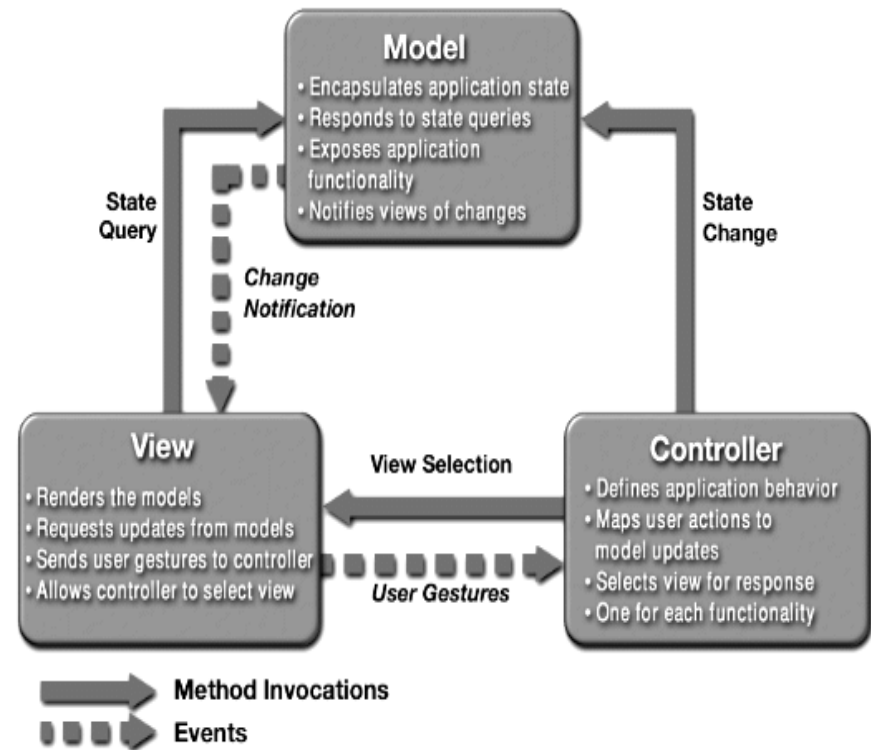 Model
• Encapsulates application state
• Responds to state queries
• Exposes application
functionality
• Notifies views of changes
State
Query
State
Change
Change
Notification
View
• Renders the models
• Requests updates from models
• Sends user gestures to controller
• Allows controller to select view
View Selection
User Gestures
Controller
• Defines application behavior
• Maps user actions to
model updates
• Selects view for response
• One for each functionality
Method Invocations
Events